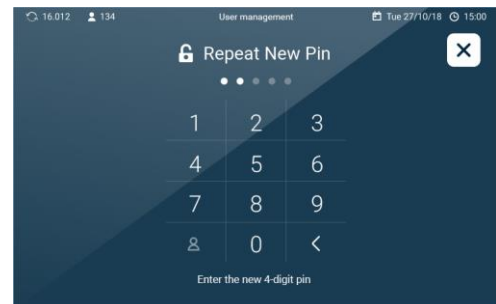 16.012 134 User management Tue 27/10/18 15:00
Repeat New Pin
1 2 3
4 5 6
7 8 9
0
Enter the new 4-digit pin